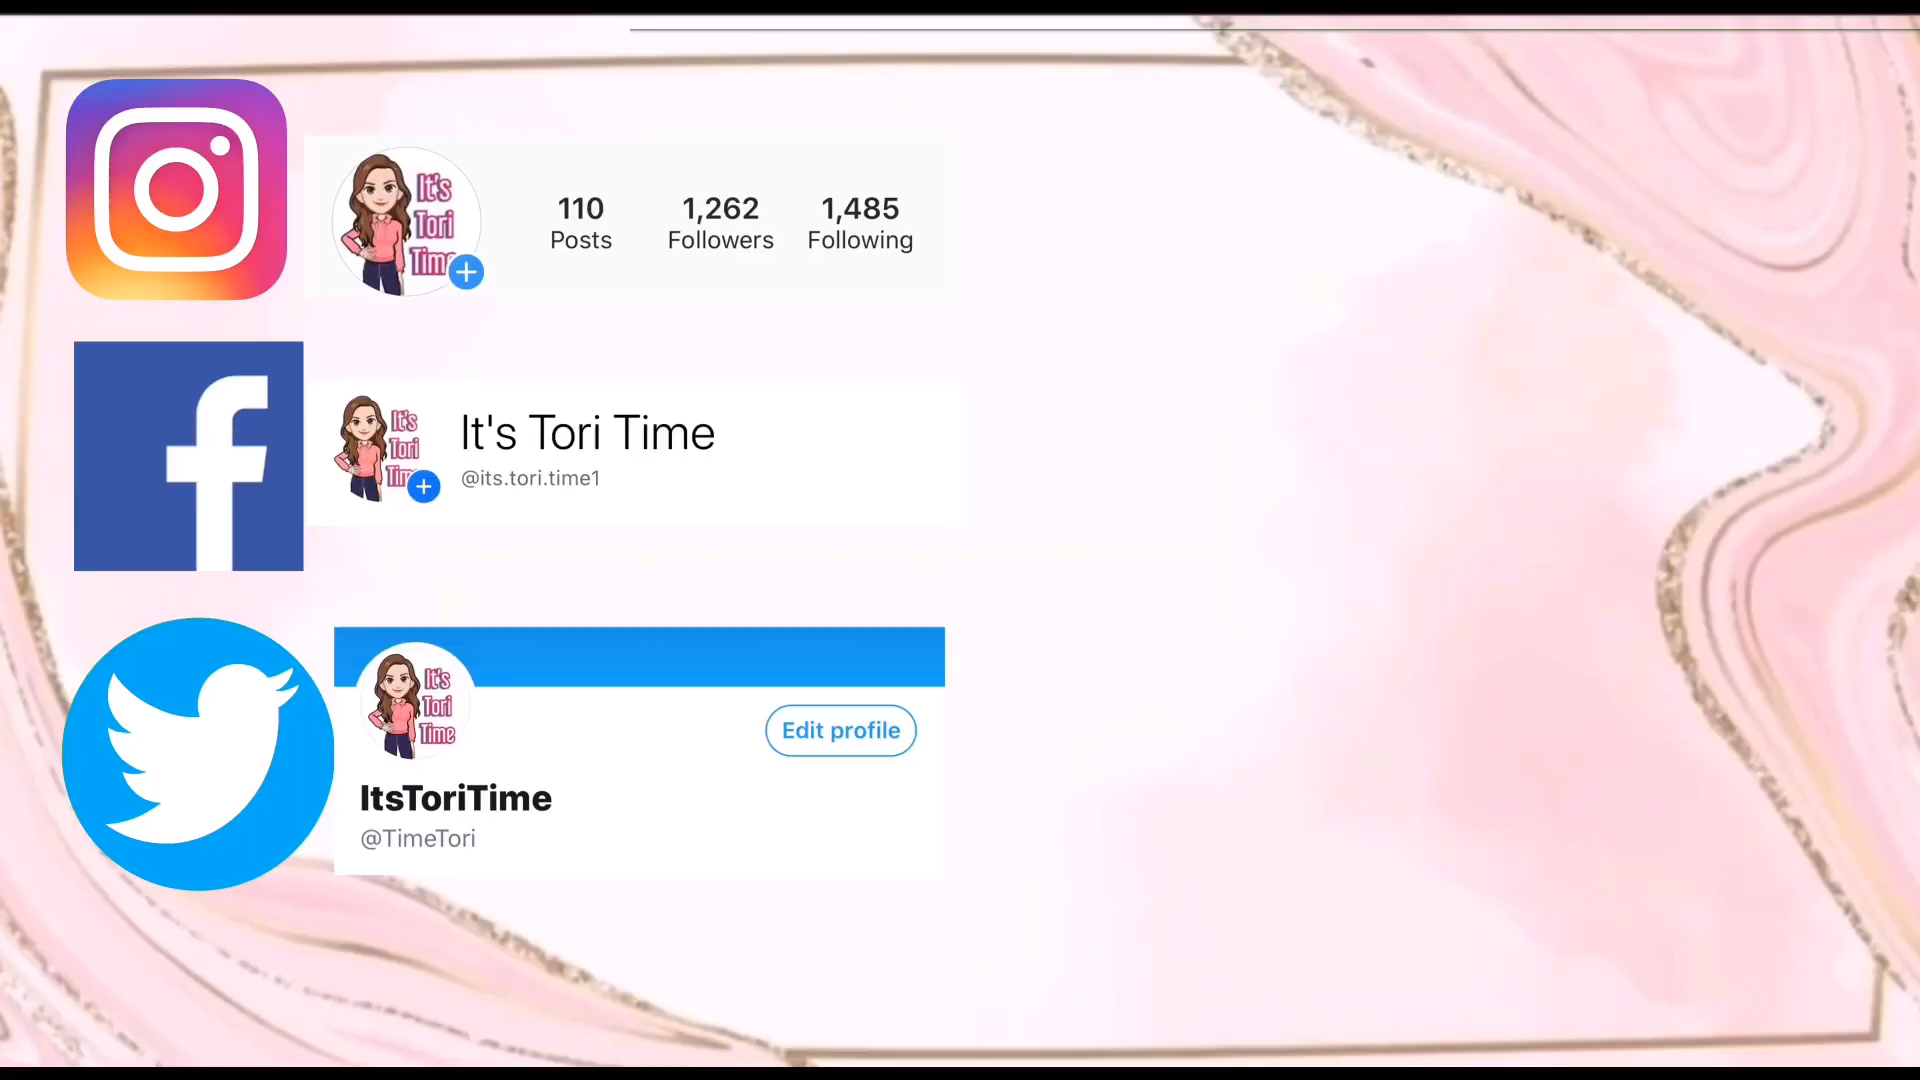 It's
Tori
Time
110 1,262 1,485
Posts Followers Following
It's
Tori
It's Tori Time
@its.tori.time1
It's
Tori
Time
Edit profile
ItsToriTime
@TimeTori